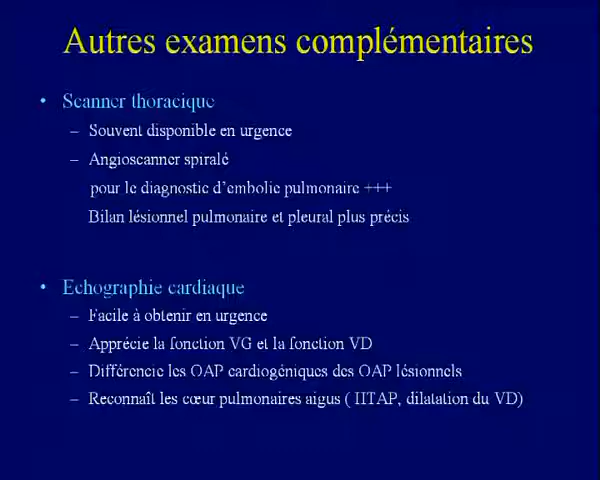 Autres examens complémentaires
• Scanner thoracique
– Souvent disponible en urgence
– Angioscanner spiralé
pour le diagnostic d’embolie pulmonaire +++
Bilan lésionnel pulmonaire et pleural plus précis
• Echographie cardiaque
– Facile à obtenir en urgence
– Apprécie la fonction VG et la fonction VD
– Différencie les OAP cardiogéniques des OAP lésionnels
– Reconnaît les cœur pulmonaires aigus ( HTAP, dilatation du VD)